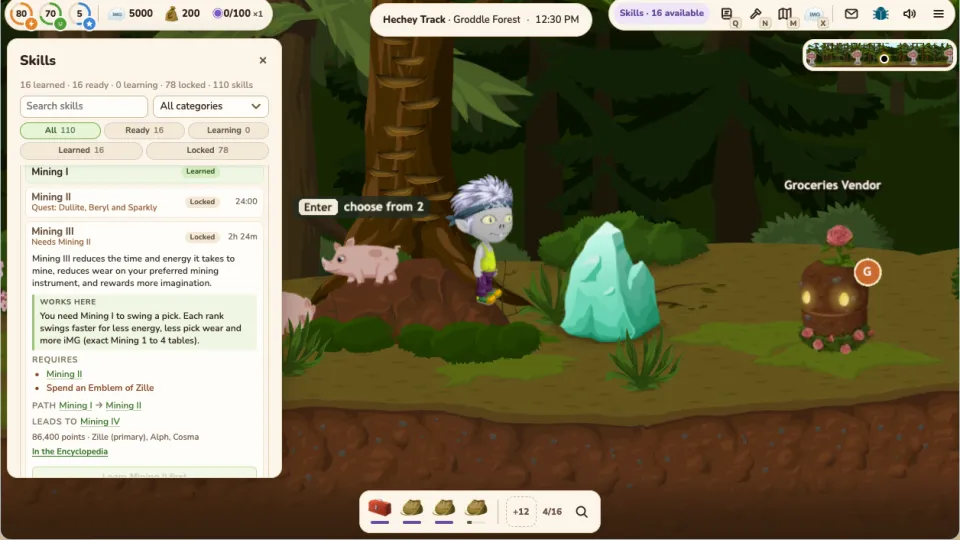 80
70
5
iMG
5000
200
0/100 ×1
Hechey Track · Groddle Forest · 12:30 PM
Skills · 16 available
Q
N
M
iMG
X
Skills
×
16 learned · 16 ready · 0 learning · 78 locked · 110 skills
Search skills
All categories
All 110
Ready 16
Learning 0
Learned 16
Locked 78
Mining I
Learned
Mining II
Quest: Dullite, Beryl and Sparkly
Locked
24:00
Mining III
Needs Mining II
Locked
2h 24m
Mining III reduces the time and energy it takes to
mine, reduces wear on your preferred mining
instrument, and rewards more imagination.
WORKS HERE
You need Mining I to swing a pick. Each rank
swings faster for less energy, less pick wear and
more iMG (exact Mining 1 to 4 tables).
REQUIRES
• Mining II
• Spend an Emblem of Zille
PATH Mining I → Mining II
LEADS TO Mining IV
86,400 points · Zille (primary), Alph, Cosma
In the Encyclopedia
Learn Mining II first
Enter choose from 2
Groceries Vendor
G
+12
4/16